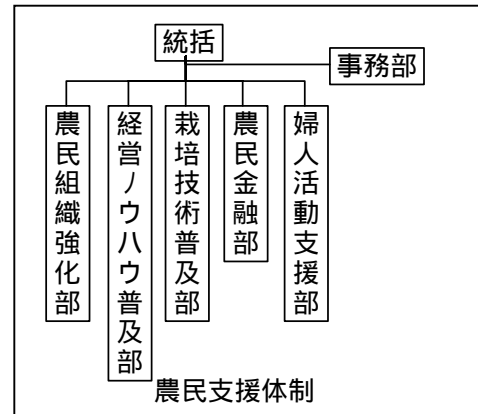 統括
事務部
農民組織強化部
経営ノウハウ普及部
栽培技術普及部
農民金融部
婦人活動支援部
農民支援体制